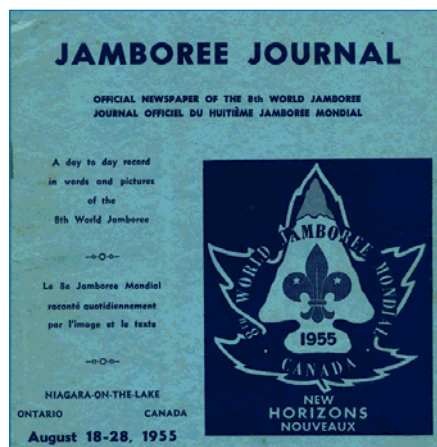 JAMBOREE JOURNAL
OFFICIAL NEWSPAPER OF THE 8th WORLD JAMBOREE
JOURNAL OFFICIEL DU HUITIÈME JAMBOREE MONDIAL
A day to day record
in words and pictures
of the
8th World Jamboree
Le 8e Jamboree Mondial
raconté quotidiennement
par l'image et le texte
NIAGARA-ON-THE-LAKE
ONTARIO CANADA
August 18-28, 1955
8th WORLD JAMBOREE MONDIAL
1955
· CANADA ·
NEW
HORIZONS
NOUVEAUX